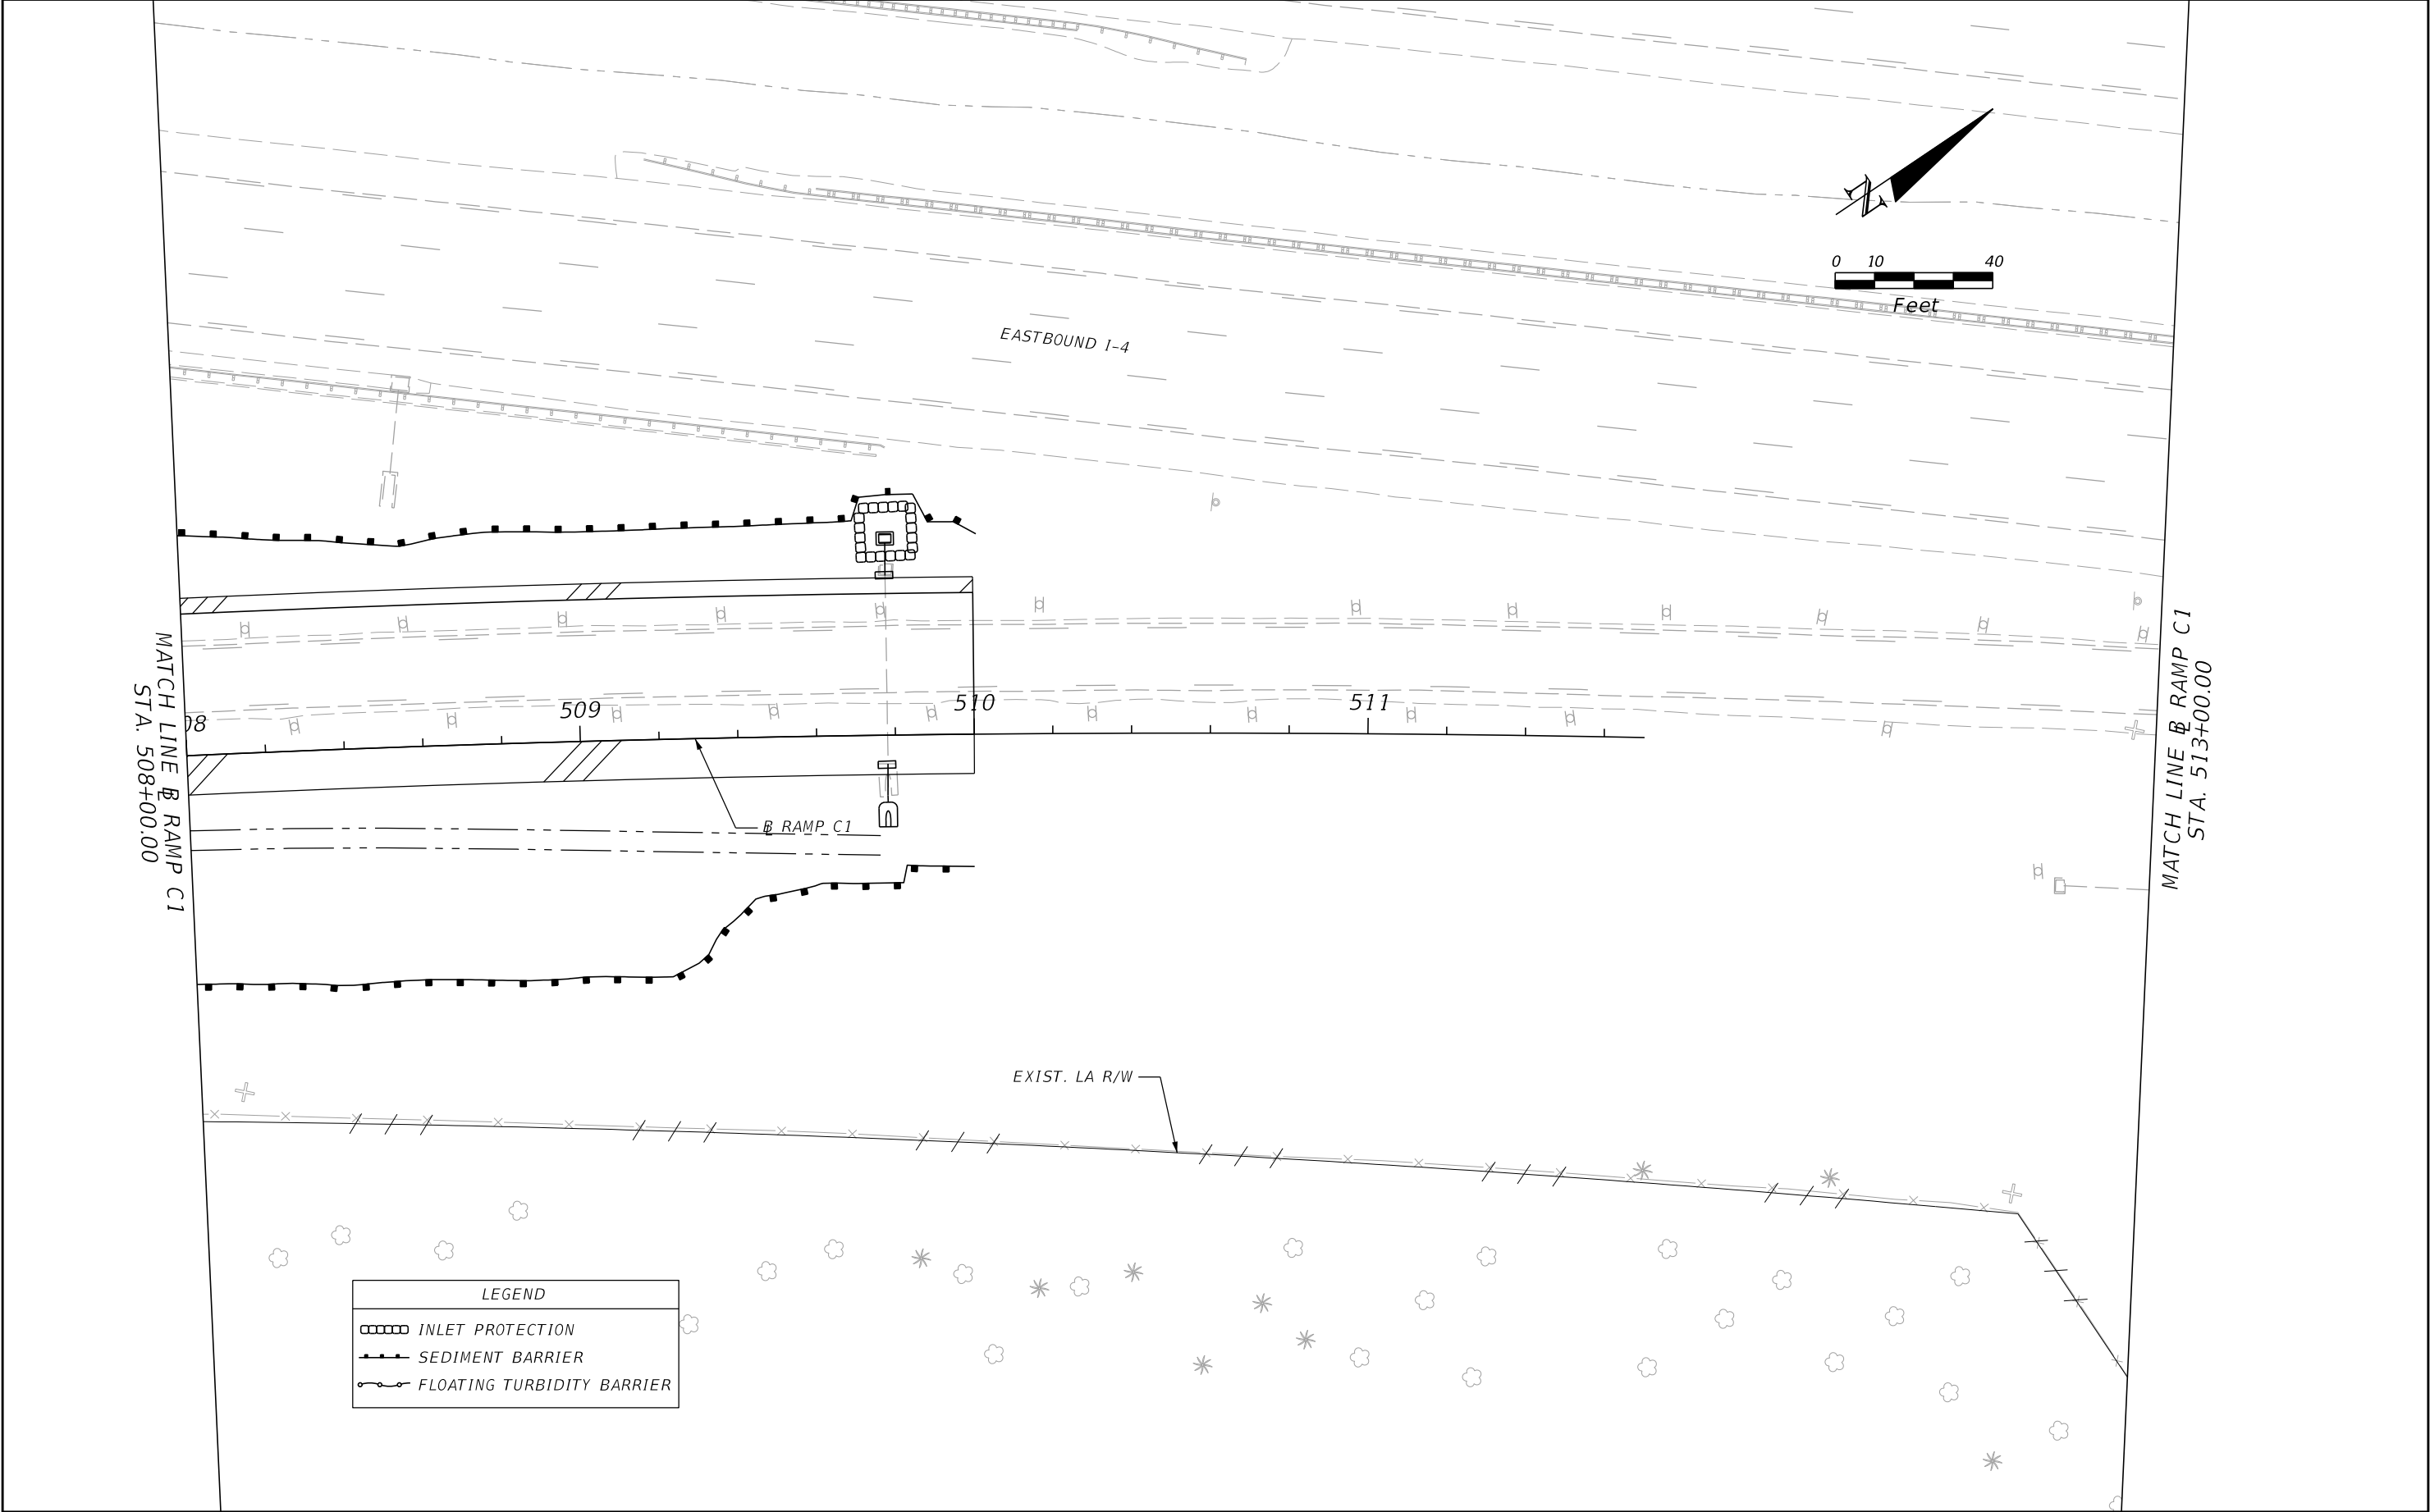 N
0 10 40
Feet
EASTBOUND I-4
08
509
510
511
MATCH LINE ⅊ RAMP C1
STA. 508+00.00
MATCH LINE ⅊ RAMP C1
STA. 513+00.00
⅊ RAMP C1
EXIST. LA R/W
LEGEND
INLET PROTECTION
SEDIMENT BARRIER
FLOATING TURBIDITY BARRIER